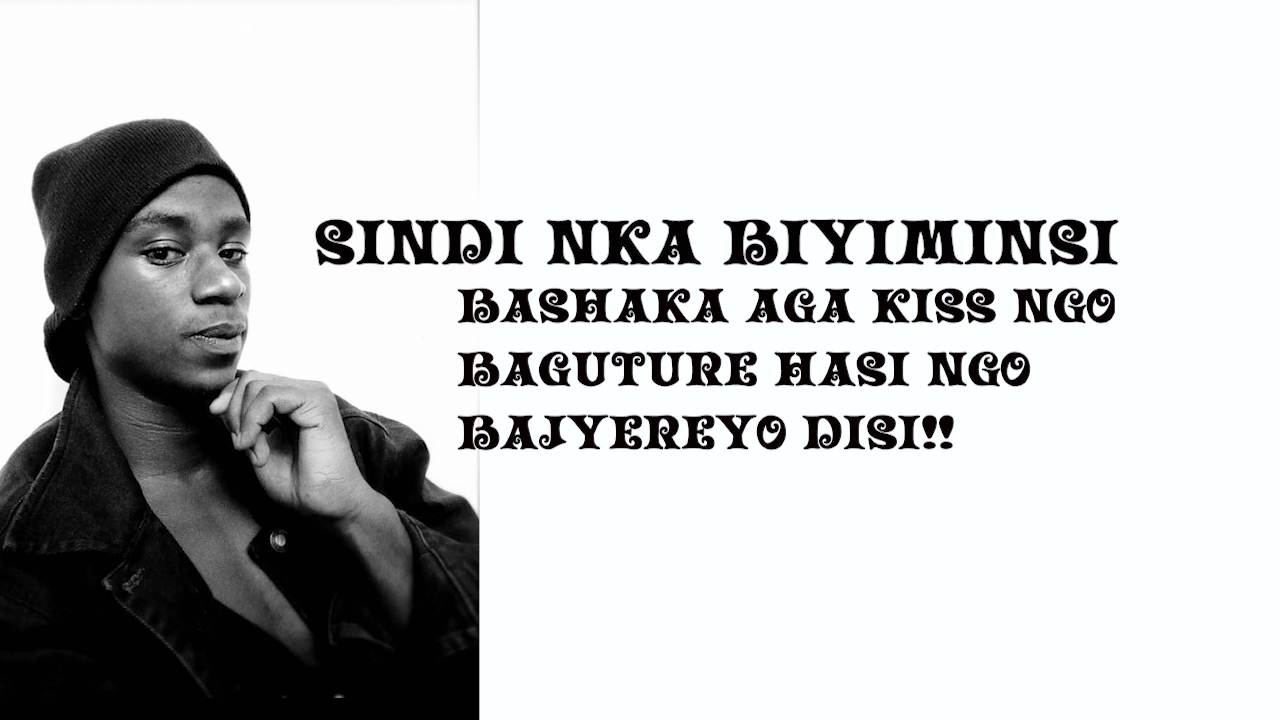 SINDI NKA BIYIMINSI
BASHAKA AGA KISS NGO
BAGUTURE HASI NGO
BAJYEREYO DISI!!